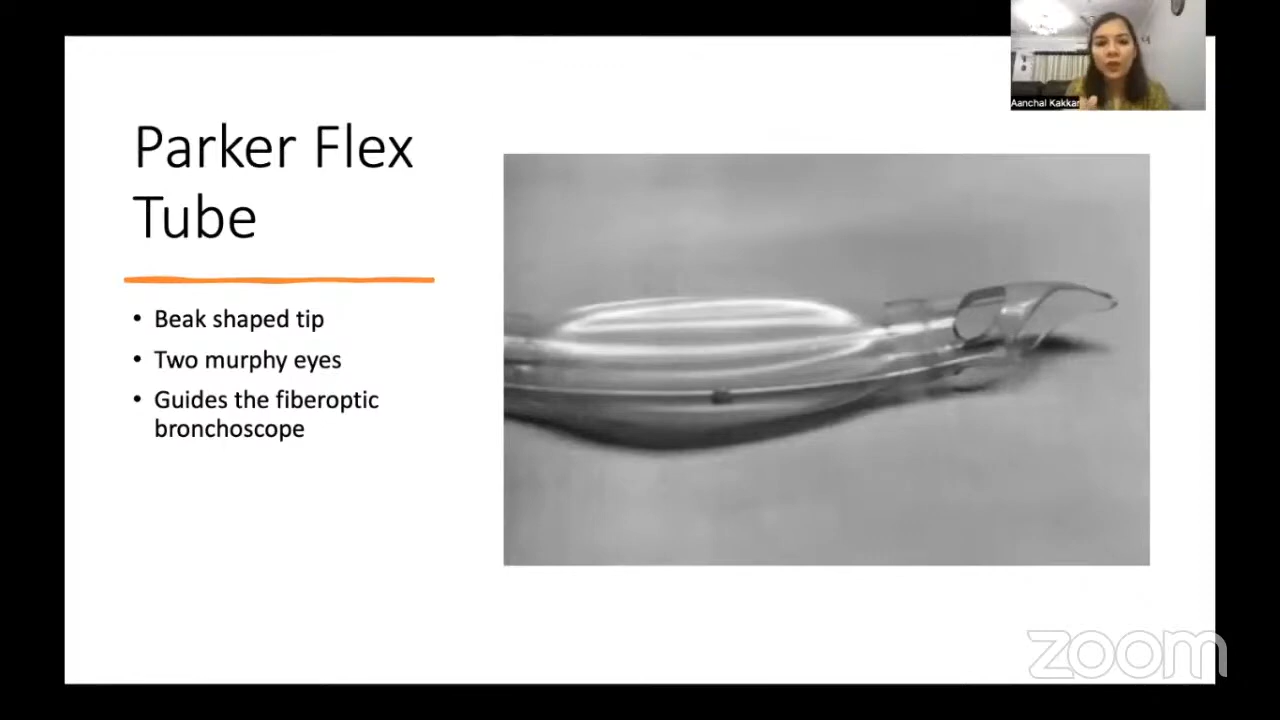 Aanchal Kakkar
Parker Flex
Tube
• Beak shaped tip
• Two murphy eyes
• Guides the fiberoptic
bronchoscope
zoom